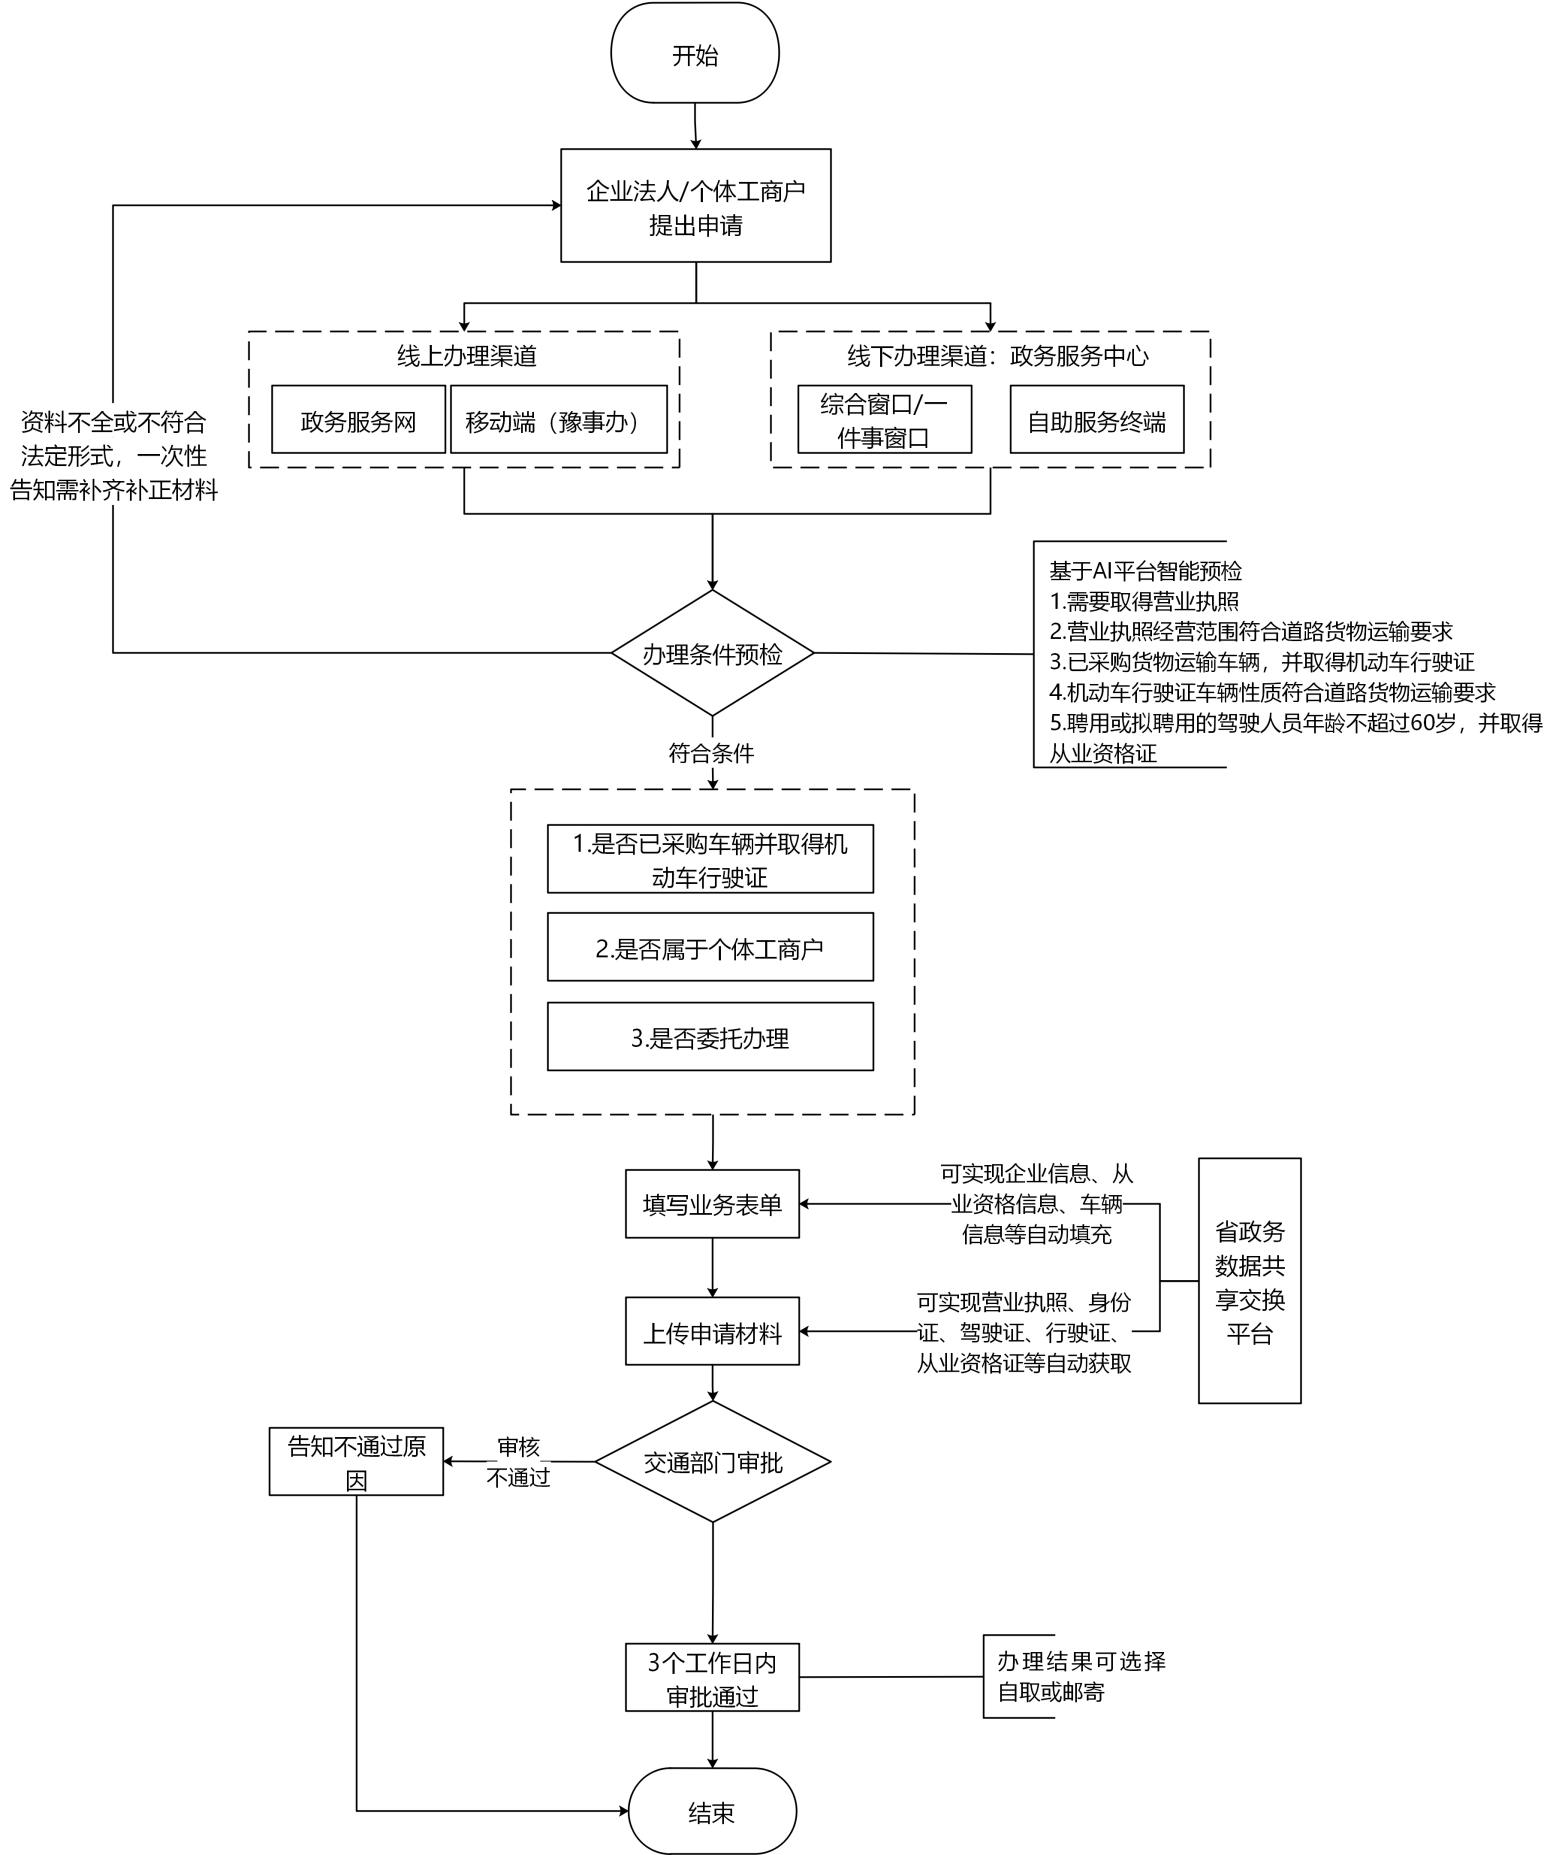 开始
企业法人/个体工商户
提出申请
线上办理渠道
政务服务网
移动端（豫事办）
线下办理渠道：政务服务中心
综合窗口/一
件事窗口
自助服务终端
资料不全或不符合
法定形式，一次性
告知需补齐补正材料
办理条件预检
基于AI平台智能预检
1.需要取得营业执照
2.营业执照经营范围符合道路货物运输要求
3.已采购货物运输车辆，并取得机动车行驶证
4.机动车行驶证车辆性质符合道路货物运输要求
5.聘用或拟聘用的驾驶人员年龄不超过60岁，并取得
从业资格证
符合条件
1.是否已采购车辆并取得机
动车行驶证
2.是否属于个体工商户
3.是否委托办理
填写业务表单
可实现企业信息、从
业资格信息、车辆
信息等自动填充
省政务
数据共
享交换
平台
上传申请材料
可实现营业执照、身份
证、驾驶证、行驶证、
从业资格证等自动获取
交通部门审批
审核
不通过
告知不通过原
因
3个工作日内
审批通过
办理结果可选择
自取或邮寄
结束